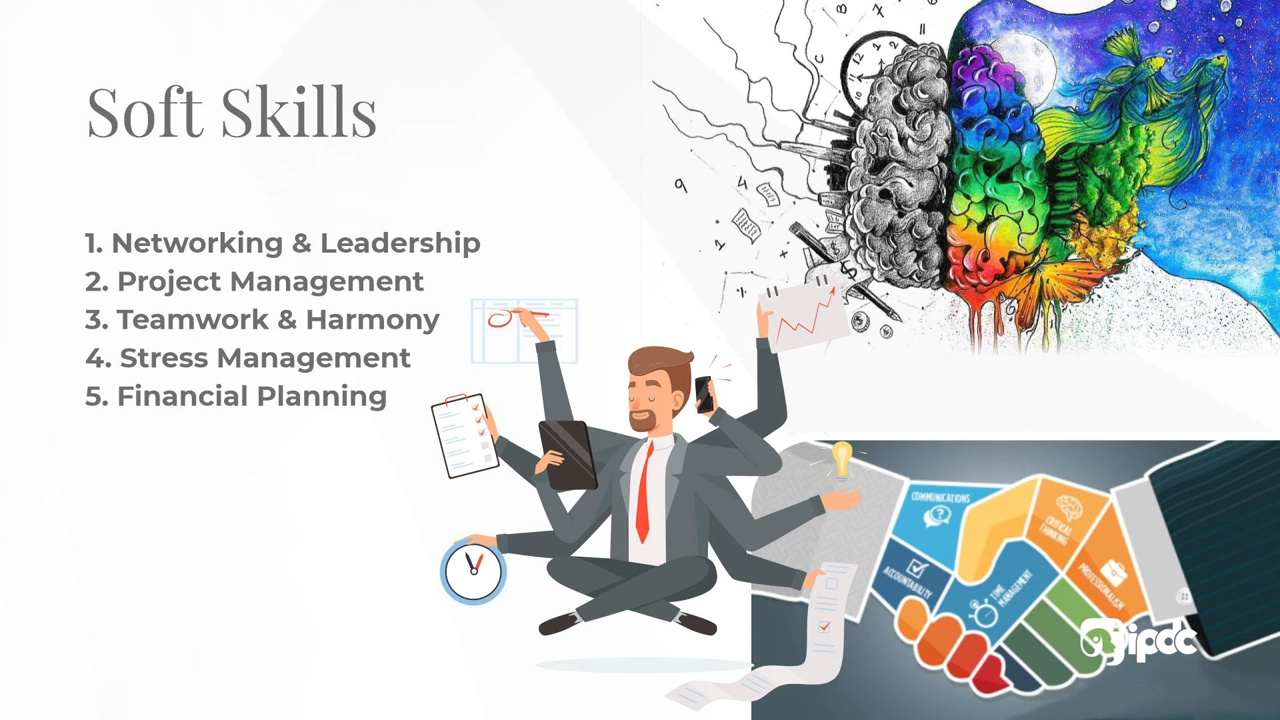 Soft Skills
1. Networking & Leadership
2. Project Management
3. Teamwork & Harmony
4. Stress Management
5. Financial Planning
COMMUNICATIONS
CRITICAL
THINKING
ACCOUNTABILITY
TIME
MANAGEMENT
PROFESSIONALISM
ipdc